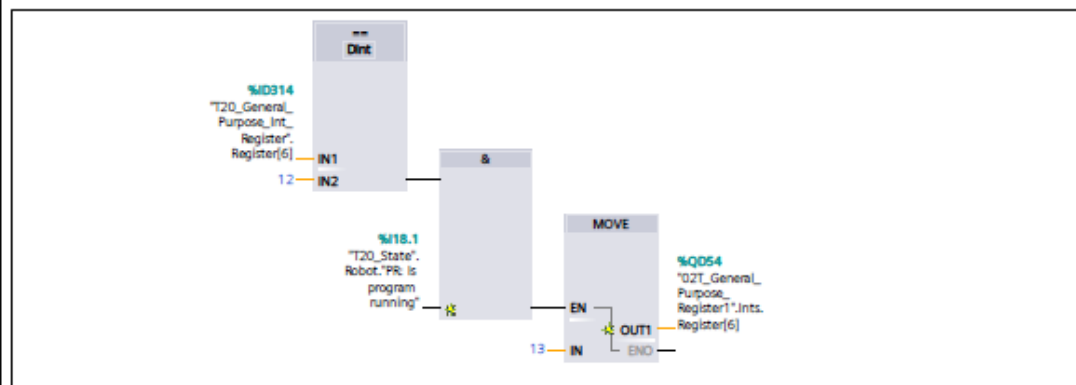 ==
DInt
%ID314
"T20_General_
Purpose_Int_
Register".
Register[6]
IN1
12
IN2
&
%I18.1
"T20_State".
Robot."PR: Is
program
running"
MOVE
EN
13
IN
OUT1
ENO
%QD54
"02T_General_
Purpose_
Register1".Ints.
Register[6]